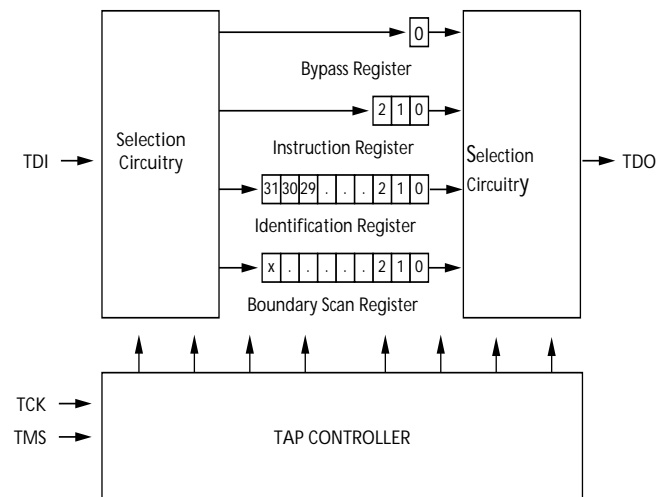 0
Bypass Register
2 1 0
Selection
Circuitry
Instruction Register
Selection
Circuitry
TDI
TDO
31 30 29 . . . 2 1 0
Identification Register
x . . . . . 2 1 0
Boundary Scan Register
TCK
TMS
TAP CONTROLLER